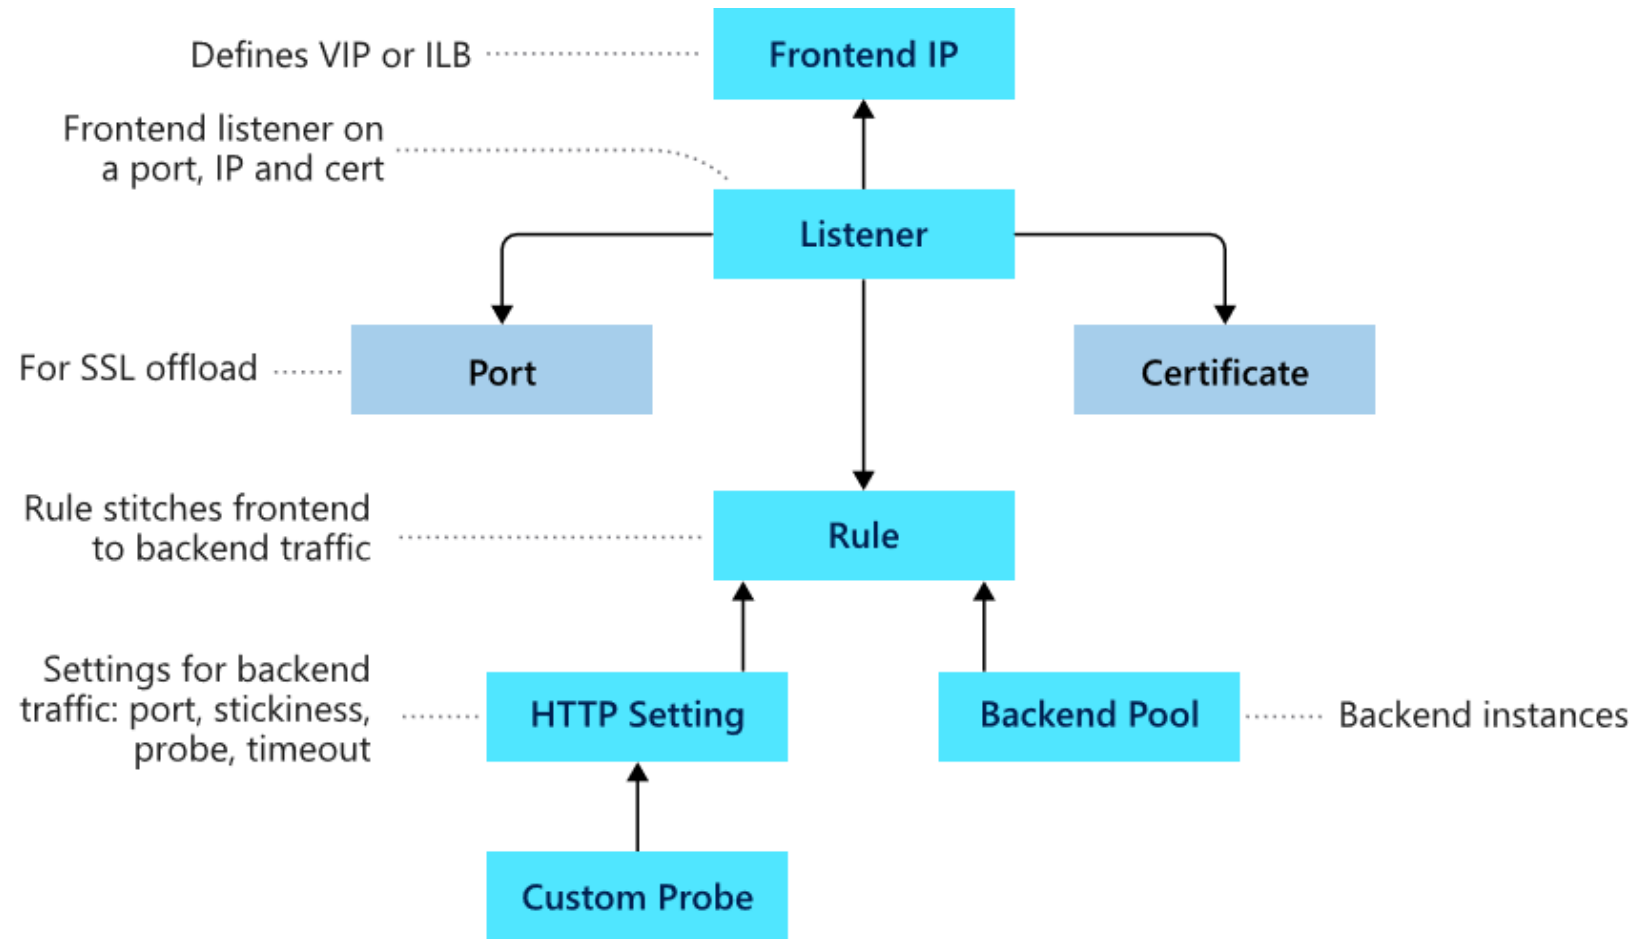 Defines VIP or ILB
Frontend IP
Frontend listener on
a port, IP and cert
Listener
For SSL offload
Port
Certificate
Rule stitches frontend
to backend traffic
Rule
Settings for backend
traffic: port, stickiness,
probe, timeout
HTTP Setting
Backend Pool
Backend instances
Custom Probe